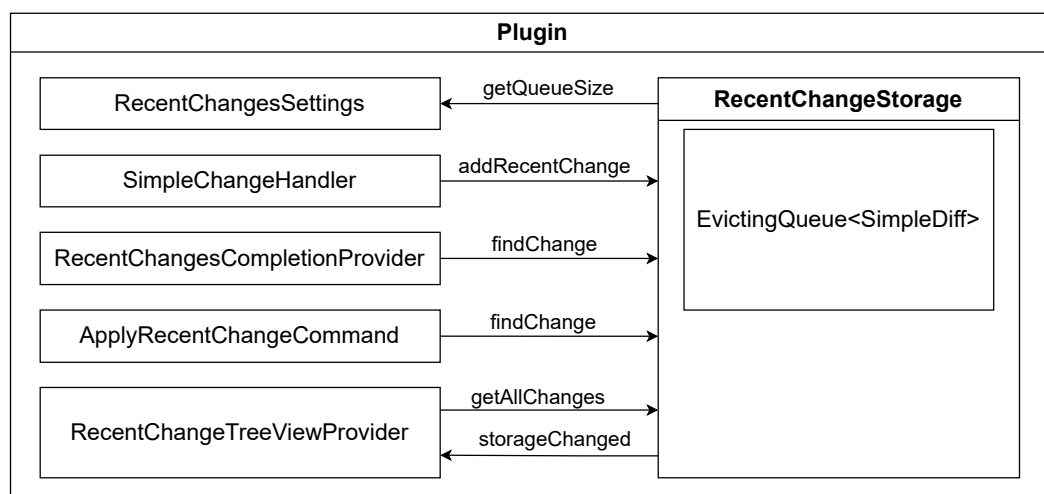 Plugin
RecentChangesSettings
getQueueSize
RecentChangeStorage
SimpleChangeHandler
addRecentChange
EvictingQueue<SimpleDiff>
RecentChangesCompletionProvider
findChange
ApplyRecentChangeCommand
findChange
RecentChangeTreeViewProvider
getAllChanges
storageChanged